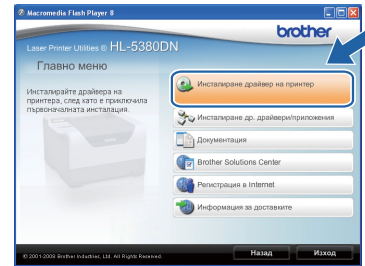 Macromedia Flash Player 8
brother
Laser Printer Utilities ® HL-5380DN
Главно меню
Инсталирайте драйвера на
принтера, след като е приключила
първоначалната инсталация.
Инсталиране драйвер на принтер
Инсталиране др. драйвери/приложения
Документация
Brother Solutions Center
Регистрация в Internet
Информация за доставките
© 2001-2008 Brother Industries, Ltd. All Rights Reserved.
Назад
Изход